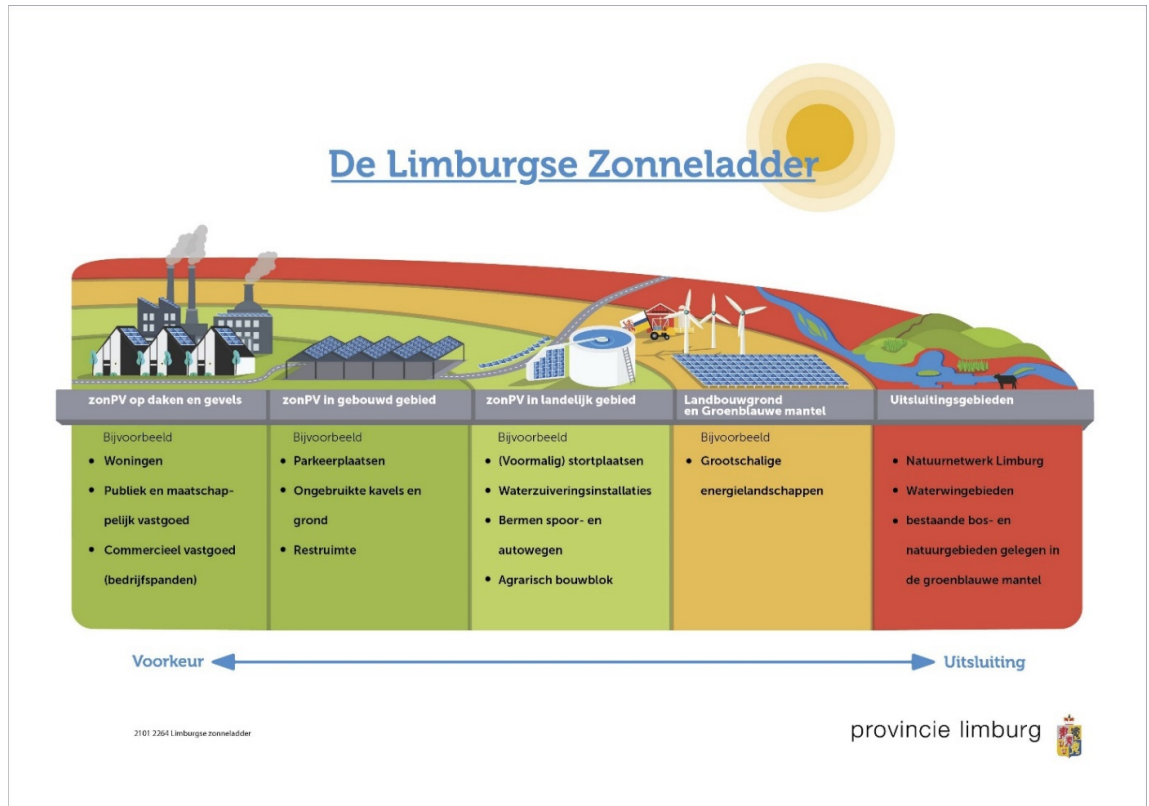 De Limburgse Zonneladder
zonPV op daken en gevels
Bijvoorbeeld
• Woningen
• Publiek en maatschap-
pelijk vastgoed
• Commercieel vastgoed
(bedrijfspanden)
zonPV in gebouwd gebied
Bijvoorbeeld
• Parkeerplaatsen
• Ongebruikte kavels en
grond
• Restruimte
zonPV in landelijk gebied
Bijvoorbeeld
• (Voormalig) stortplaatsen
• Waterzuiveringsinstallaties
• Bermen spoor- en
autowegen
• Agrarisch bouwblok
Landbouwgrond
en Groenblauwe mantel
Bijvoorbeeld
• Grootschalige
energielandschappen
Uitsluitingsgebieden
• Natuurnetwerk Limburg
• Waterwingebieden
• bestaande bos- en
natuurgebieden gelegen in
de groenblauwe mantel
Voorkeur
Uitsluiting
2101 2264 Limburgse zonneladder
provincie limburg